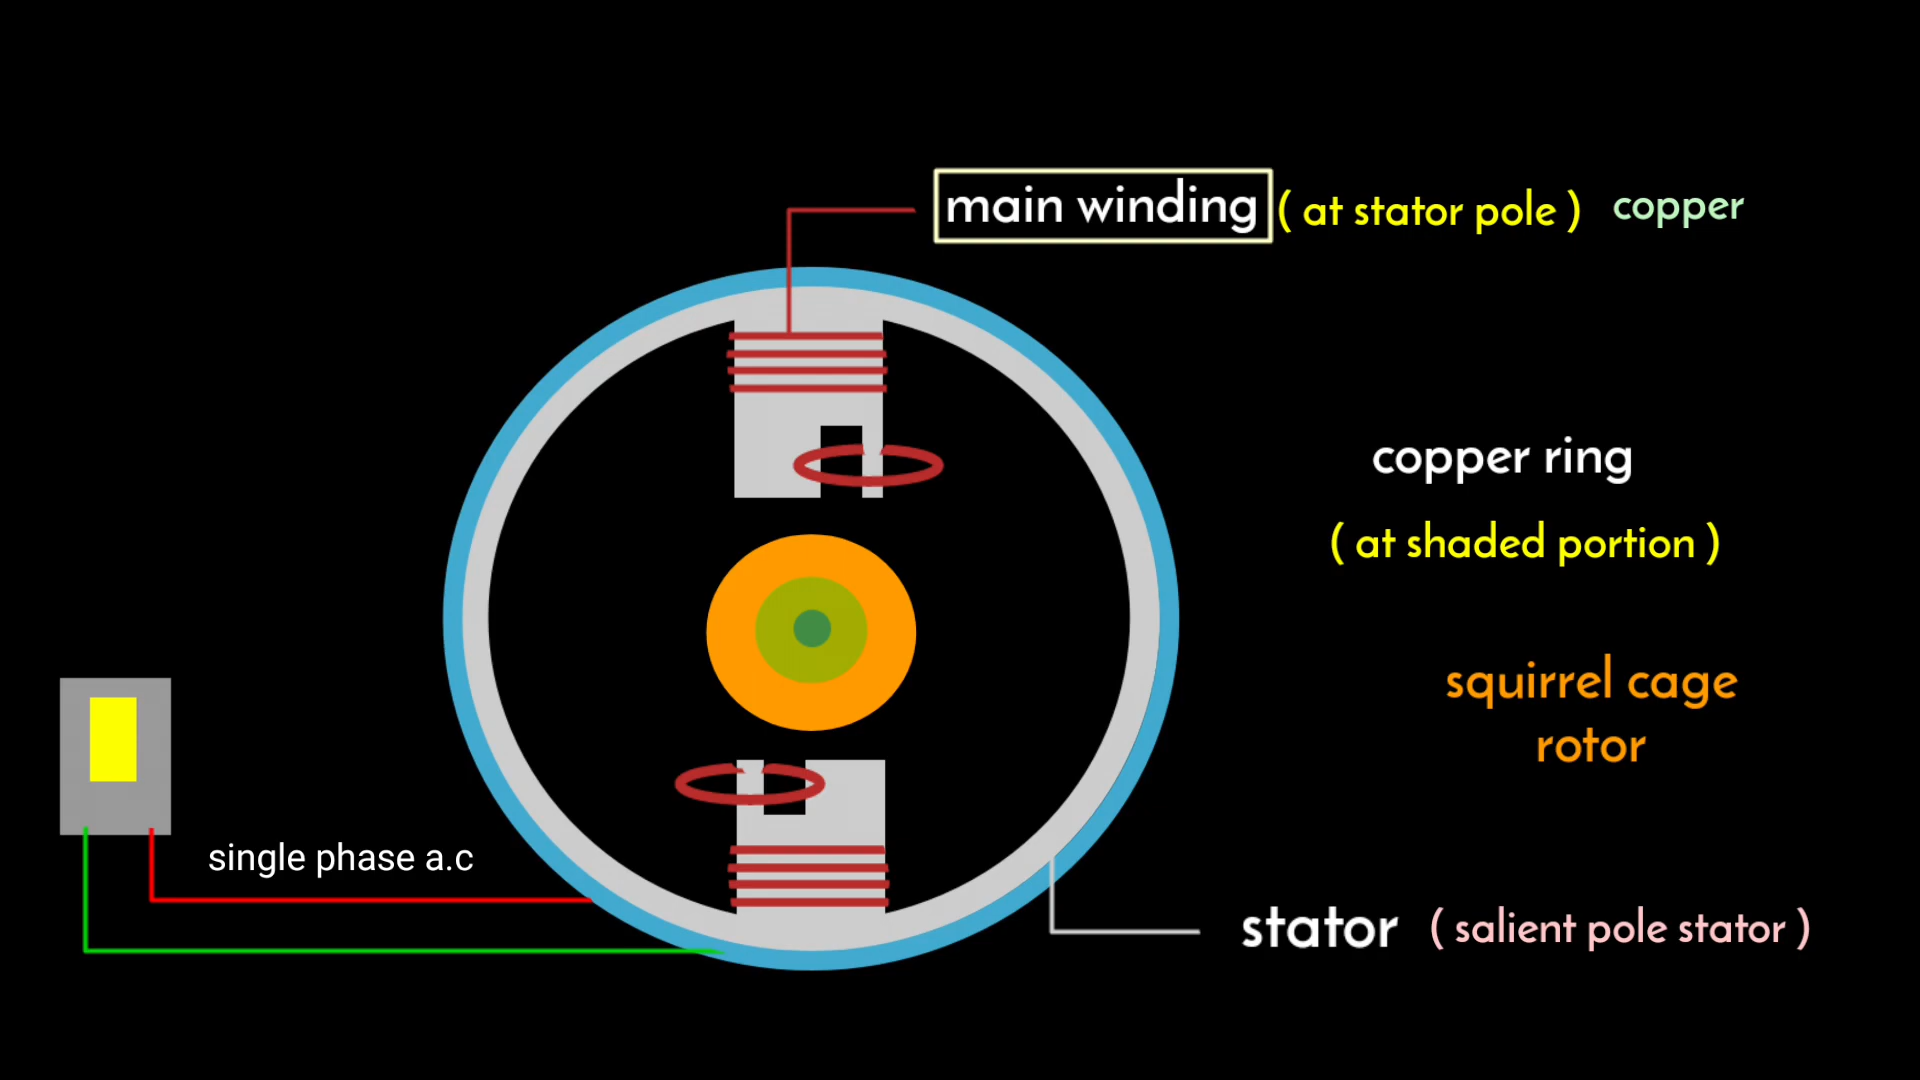 main winding ( at stator pole ) copper
copper ring
( at shaded portion )
squirrel cage
rotor
single phase a.c
stator ( salient pole stator )